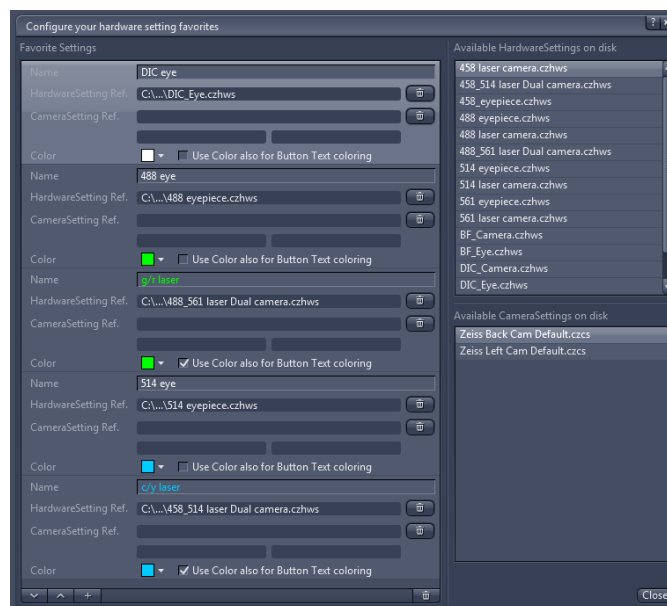 Configure your hardware setting favorites
?
Favorite Settings
Name DIC eye
HardwareSetting Ref. C:\...\DIC_Eye.czhws
CameraSetting Ref.
Color Use Color also for Button Text coloring
Name 488 eye
HardwareSetting Ref. C:\...\488 eyepiece.czhws
CameraSetting Ref.
Color Use Color also for Button Text coloring
Name g/r laser
HardwareSetting Ref. C:\...\488_561 laser Dual camera.czhws
CameraSetting Ref.
Color Use Color also for Button Text coloring
Name 514 eye
HardwareSetting Ref. C:\...\514 eyepiece.czhws
CameraSetting Ref.
Color Use Color also for Button Text coloring
Name c/y laser
HardwareSetting Ref. C:\...\458_514 laser Dual camera.czhws
CameraSetting Ref.
Color Use Color also for Button Text coloring
+
Available HardwareSettings on disk
458 laser camera.czhws
458_514 laser Dual camera.czhws
458_eyepiece.czhws
488 eyepiece.czhws
488 laser camera.czhws
488_561 laser Dual camera.czhws
514 eyepiece.czhws
514 laser camera.czhws
561 eyepiece.czhws
561 laser camera.czhws
BF_Camera.czhws
BF_Eye.czhws
DIC_Camera.czhws
DIC_Eye.czhws
Available CameraSettings on disk
Zeiss Back Cam Default.czcs
Zeiss Left Cam Default.czcs
Close